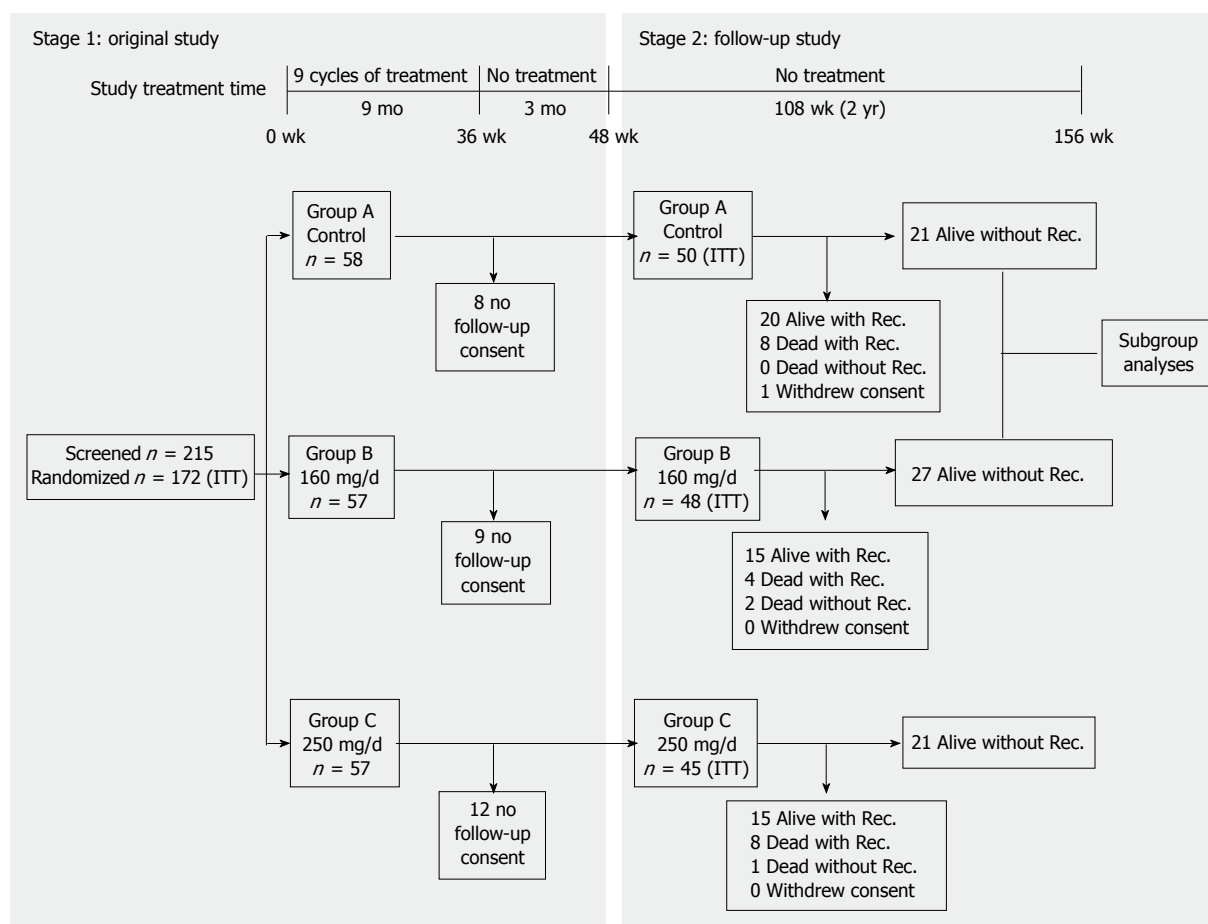 Stage 1: original study
Stage 2: follow-up study
Study treatment time
9 cycles of treatment
No treatment
No treatment
9 mo
3 mo
108 wk (2 yr)
0 wk
36 wk
48 wk
156 wk
Group A
Control
n = 58
8 no
follow-up
consent
Group A
Control
n = 50 (ITT)
21 Alive without Rec.
20 Alive with Rec.
8 Dead with Rec.
0 Dead without Rec.
1 Withdrew consent
Subgroup
analyses
Screened n = 215
Randomized n = 172 (ITT)
Group B
160 mg/d
n = 57
9 no
follow-up
consent
Group B
160 mg/d
n = 48 (ITT)
27 Alive without Rec.
15 Alive with Rec.
4 Dead with Rec.
2 Dead without Rec.
0 Withdrew consent
Group C
250 mg/d
n = 57
12 no
follow-up
consent
Group C
250 mg/d
n = 45 (ITT)
21 Alive without Rec.
15 Alive with Rec.
8 Dead with Rec.
1 Dead without Rec.
0 Withdrew consent